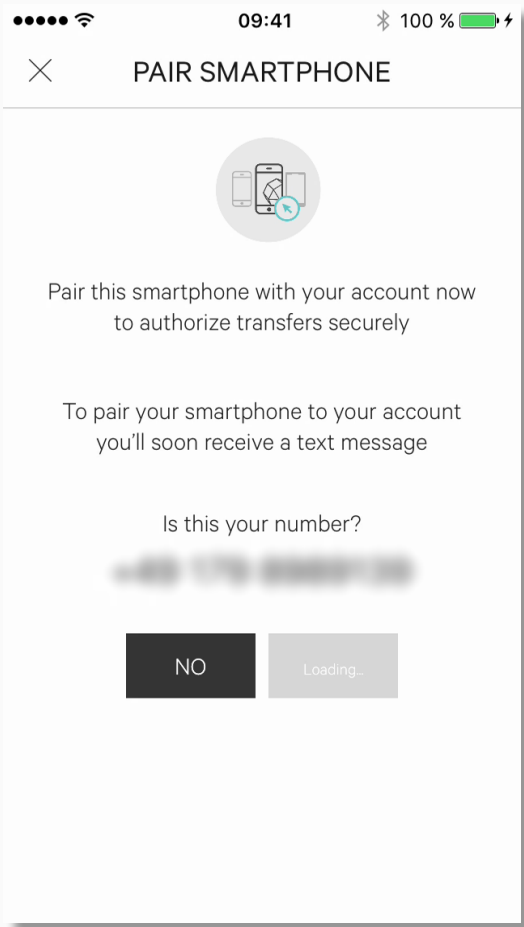 09:41
100 %
PAIR SMARTPHONE
Pair this smartphone with your account now
to authorize transfers securely
To pair your smartphone to your account
you'll soon receive a text message
Is this your number?
NO
Loading...